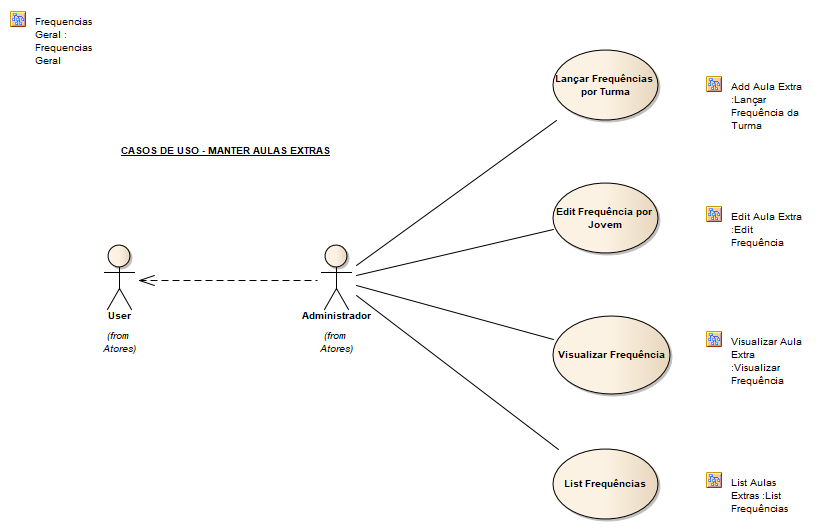 Frequencias
Geral :
Frequencias
Geral
CASOS DE USO - MANTER AULAS EXTRAS
User
(from
Atores)
Administrador
(from
Atores)
Lançar Frequências
por Turma
Add Aula Extra
:Lançar
Frequência da
Turma
Edit Frequência por
Jovem
Edit Aula Extra
:Edit
Frequência
Visualizar Frequência
Visualizar Aula
Extra
:Visualizar
Frequência
List Frequências
List Aulas
Extras :List
Frequências